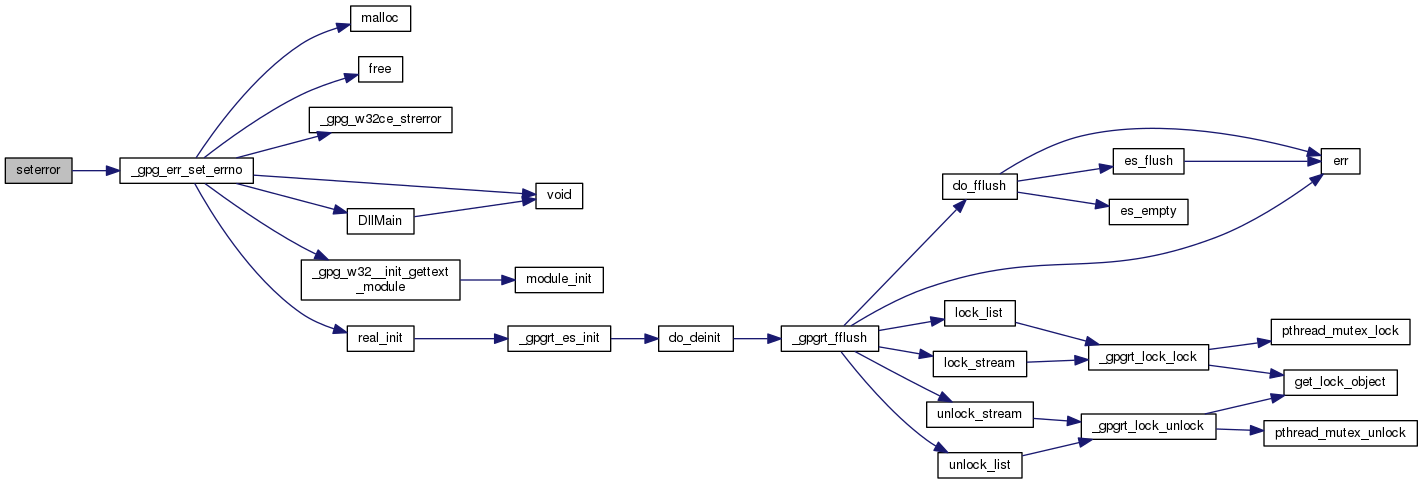 malloc
free
_gpg_w32ce_strerror
seterror
_gpg_err_set_errno
void
DllMain
_gpg_w32__init_gettext
_module
module_init
real_init
_gpgrt_es_init
do_deinit
_gpgrt_fflush
do_fflush
es_flush
err
es_empty
lock_list
lock_stream
_gpgrt_lock_lock
pthread_mutex_lock
get_lock_object
unlock_stream
_gpgrt_lock_unlock
pthread_mutex_unlock
unlock_list